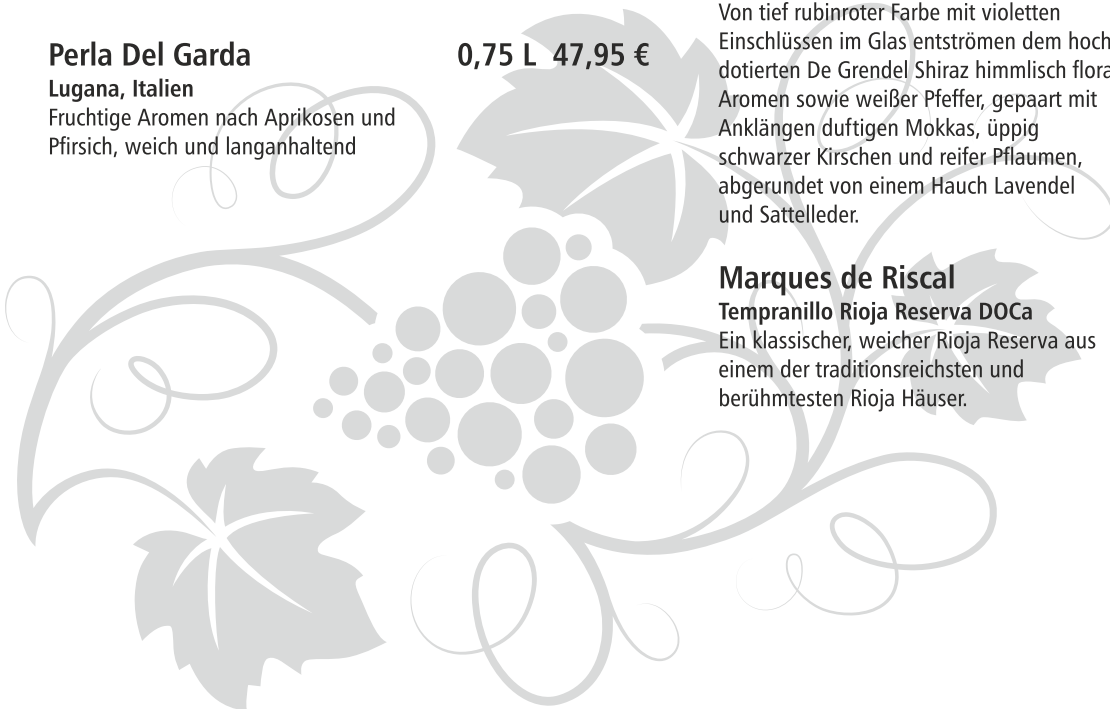 Perla Del Garda 0,75 L 47,95 €
Lugana, Italien
Fruchtige Aromen nach Aprikosen und
Pfirsich, weich und langanhaltend
Von tief rubinroter Farbe mit violetten
Einschlüssen im Glas entströmen dem hoch
dotierten De Grendel Shiraz himmlisch flora
Aromen sowie weißer Pfeffer, gepaart mit
Anklängen duftigen Mokkas, üppig
schwarzer Kirschen und reifer Pflaumen,
abgerundet von einem Hauch Lavendel
und Sattelleder.
Marques de Riscal
Tempranillo Rioja Reserva DOCa
Ein klassischer, weicher Rioja Reserva aus
einem der traditionsreichsten und
berühmtesten Rioja Häuser.